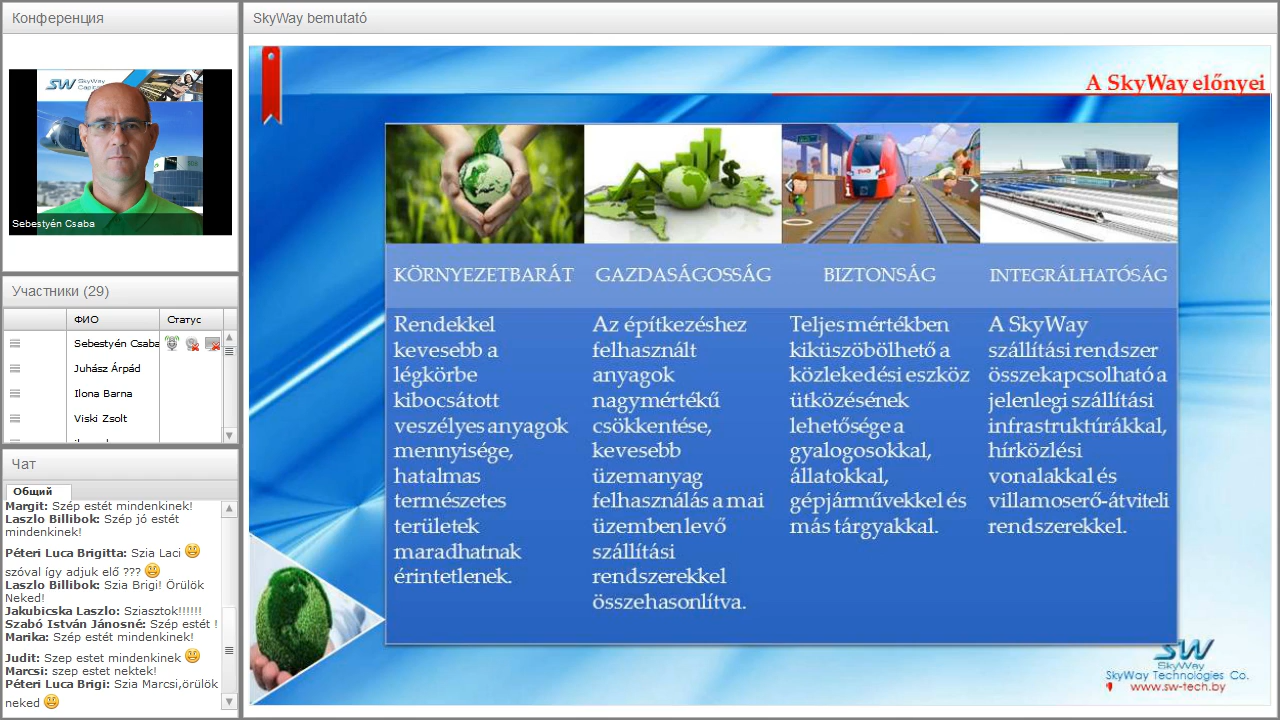 Конференция
SW SkyWay
Sebestyén Csaba
Участники (29)
ФИО
Статус
Sebestyén Csaba
Juhász Árpád
Ilona Barna
Viski Zsolt
Чат
Общий
Margit: Szép estét mindenkinek!
Laszlo Billibok: Szép jó estét
mindenkinek!
Péteri Luca Brigitta: Szia Laci
szóval így adjuk elő ???
Laszlo Billibok: Szia Brigi! Örülök
Neked!
Jakubicska Laszlo: Sziasztok!!!!!!
Szabó István Jánosné: Szép estét !
Marika: Szép estét mindenkinek!
Judit: Szep estet mindenkinek
Marcsi: szep estet nektek!
Péteri Luca Brigi: Szia Marcsi,örülök
neked
SkyWay bemutató
A SkyWay előnyei
KÖRNYEZETBARÁT
Rendekkel
kevesebb a
légkörbe
kibocsátott
veszélyes anyagok
mennyisége,
hatalmas
természetes
területek
maradhatnak
érintetlenek.
GAZDASÁGOSSÁG
Az építkezéshez
felhasznált
anyagok
nagymértékű
csökkentése,
kevesebb
üzemanyag
felhasználás a mai
üzemben levő
szállítási
rendszerekkel
összehasonlítva.
BIZTONSÁG
Teljes mértékben
kiküszöbölhető a
közlekedési eszköz
ütközésének
lehetősége a
gyalogosokkal,
állatokkal,
gépjárművekkel és
más tárgyakkal.
INTEGRÁLHATÓSÁG
A SkyWay
szállítási rendszer
összekapcsolható a
jelenlegi szállítási
infrastruktúrákkal,
hírközlési
vonalakkal és
villamoserő-átviteli
rendszerekkel.
SW
SkyWay
SkyWay Technologies Co.
www.sw-tech.by